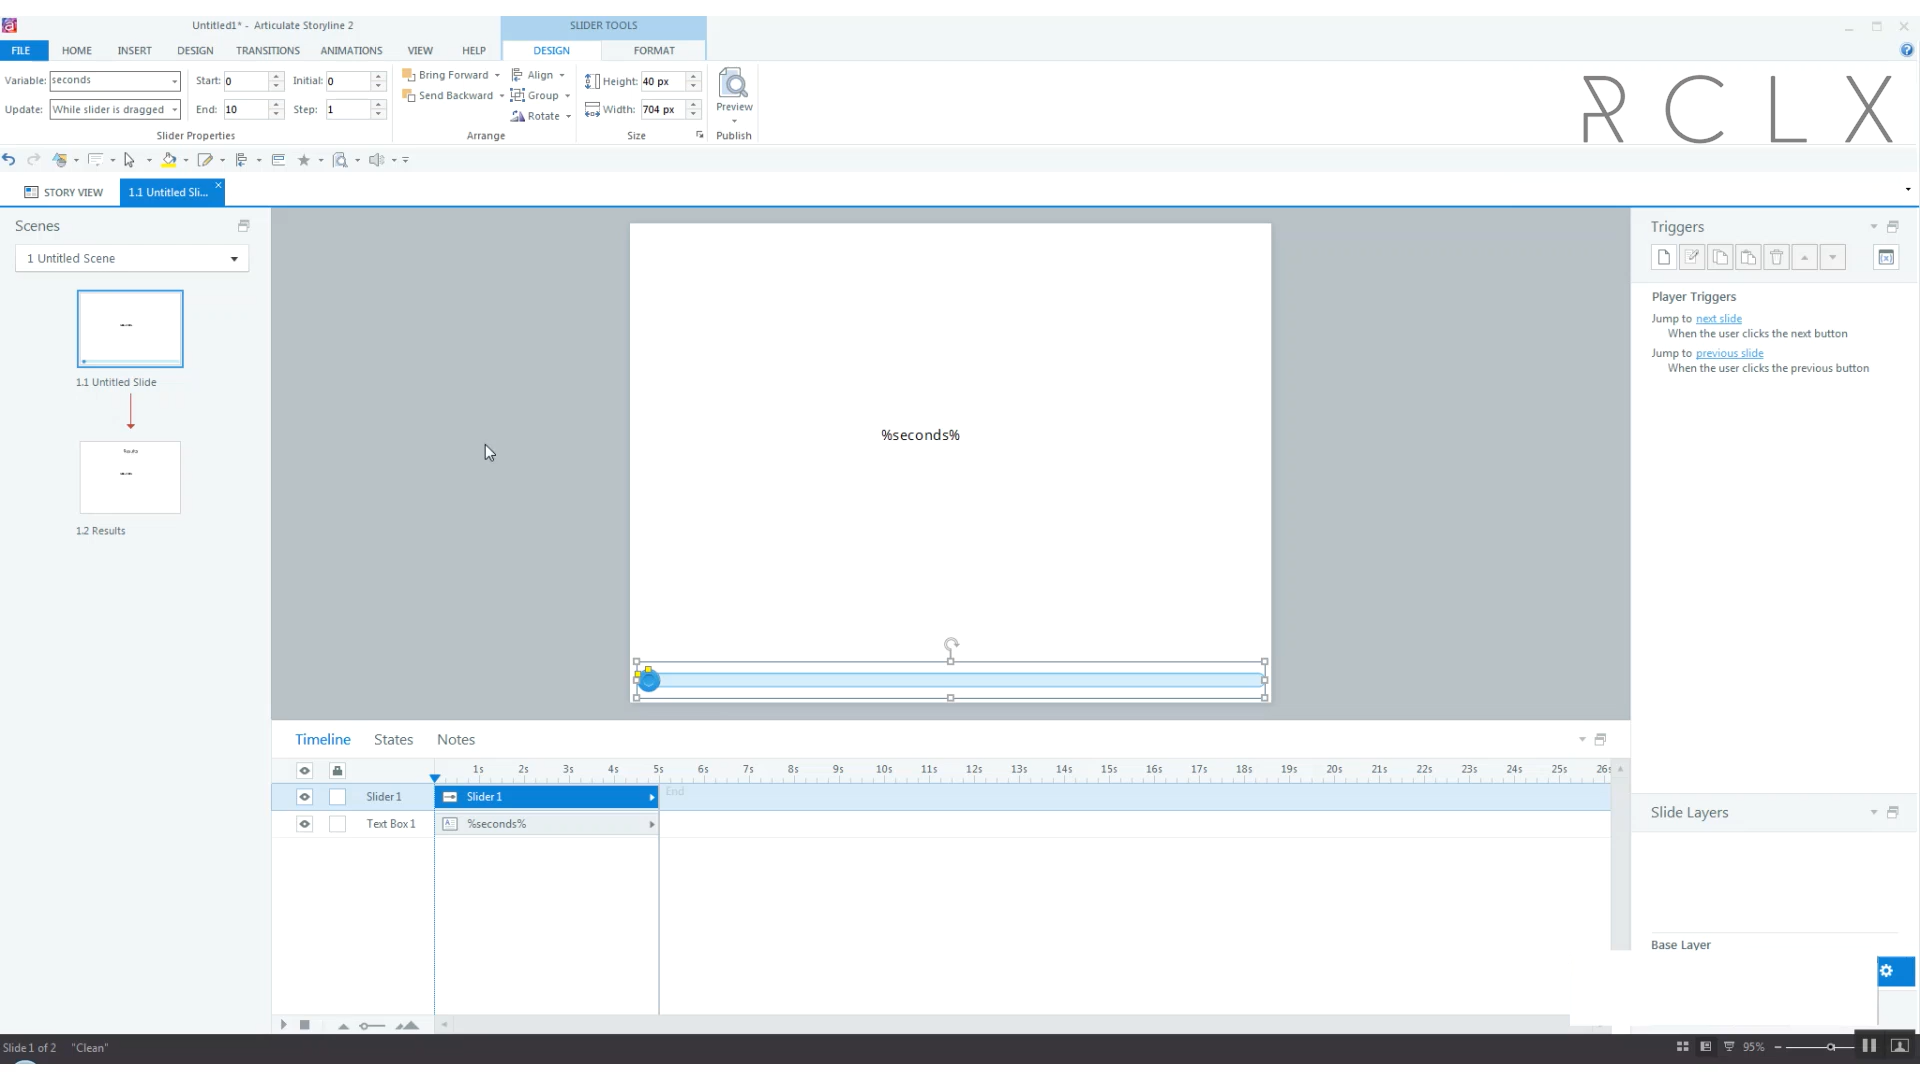 Untitled1* - Articulate Storyline 2
SLIDER TOOLS
FILE HOME INSERT DESIGN TRANSITIONS ANIMATIONS VIEW HELP DESIGN FORMAT
Variable: seconds Start: 0 Initial: 0 Bring Forward Align Height: 40 px
Send Backward Group
Update: While slider is dragged End: 10 Step: 1 Rotate Width: 704 px Preview
Slider Properties Arrange Size Publish
RCLX
STORY VIEW 1.1 Untitled Sli...
Scenes
1 Untitled Scene
1.1 Untitled Slide
Results
1.2 Results
%seconds%
Triggers
Player Triggers
Jump to next slide
When the user clicks the next button
Jump to previous slide
When the user clicks the previous button
Timeline States Notes
1s 2s 3s 4s 5s 6s 7s 8s 9s 10s 11s 12s 13s 14s 15s 16s 17s 18s 19s 20s 21s 22s 23s 24s 25s 26s
Slider1 Slider1 End
Text Box 1 %seconds%
Slide Layers
Base Layer
Slide 1 of 2 "Clean" 95%